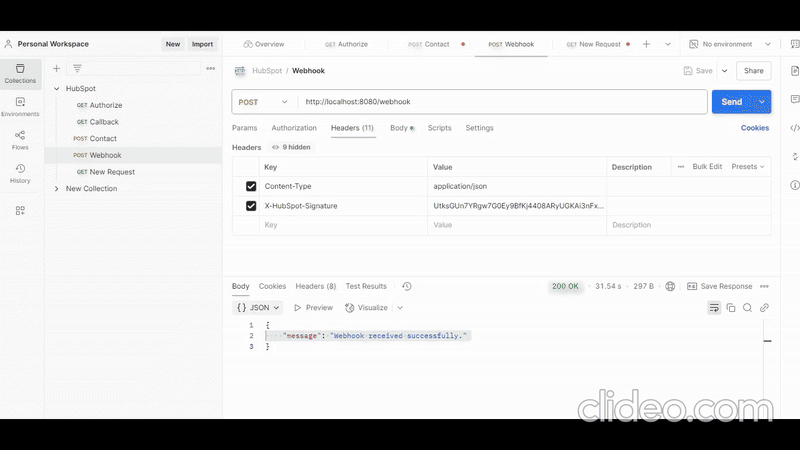 Personal Workspace New Import Overview GET Authorize POST Contact POST Webhook GET New Request No environment
Collections
Environments
Flows
History
HubSpot
GET Authorize
GET Callback
POST Contact
POST Webhook
GET New Request
New Collection
HubSpot / Webhook Save Share
POST http://localhost:8080/webhook Send
Params Authorization Headers (11) Body Scripts Settings Cookies
Headers 9 hidden
Key Value Description Bulk Edit Presets
Content-Type application/json
X-HubSpot-Signature
Key Value Description
Body Cookies Headers (8) Test Results 200 OK 31.54 s 297 B Save Response
{} JSON Preview Visualize
1 {
2 "message": "Webhook received successfully."
3 }
clideo.com